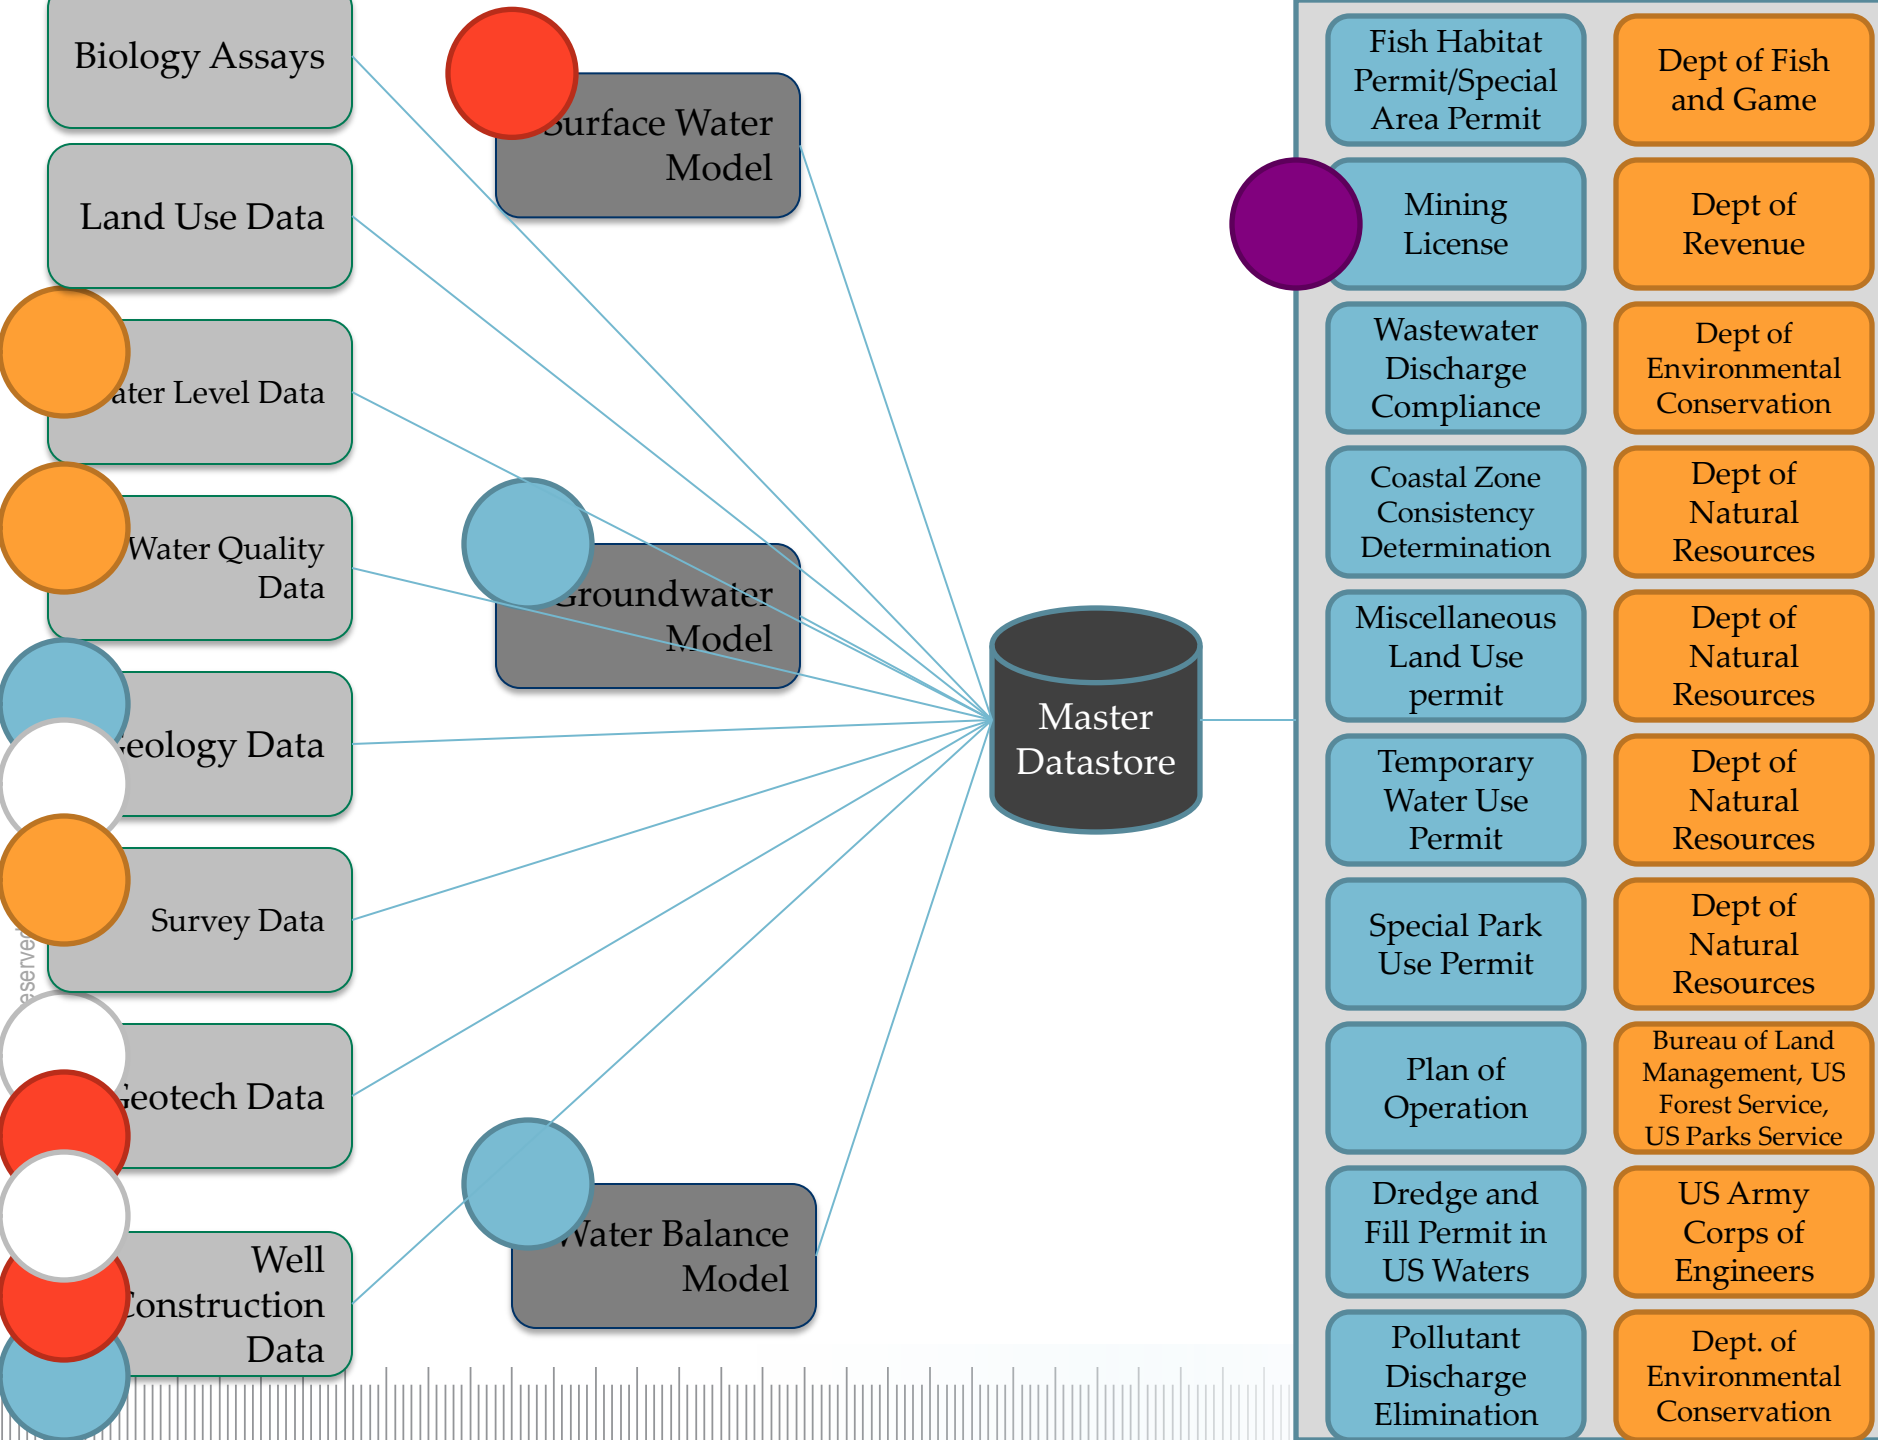 Biology Assays
Land Use Data
ater Level Data
Water Quality
Data
eology Data
Survey Data
eserved
Geotech Data
Well
Construction
Data
Surface Water
Model
Groundwater
Model
Water Balance
Model
Master
Datastore
Fish Habitat
Permit/Special
Area Permit
Dept of Fish
and Game
Mining
License
Dept of
Revenue
Wastewater
Discharge
Compliance
Dept of
Environmental
Conservation
Coastal Zone
Consistency
Determination
Dept of
Natural
Resources
Miscellaneous
Land Use
permit
Dept of
Natural
Resources
Temporary
Water Use
Permit
Dept of
Natural
Resources
Special Park
Use Permit
Dept of
Natural
Resources
Plan of
Operation
Bureau of Land
Management, US
Forest Service,
US Parks Service
Dredge and
Fill Permit in
US Waters
US Army
Corps of
Engineers
Pollutant
Discharge
Elimination
Dept. of
Environmental
Conservation